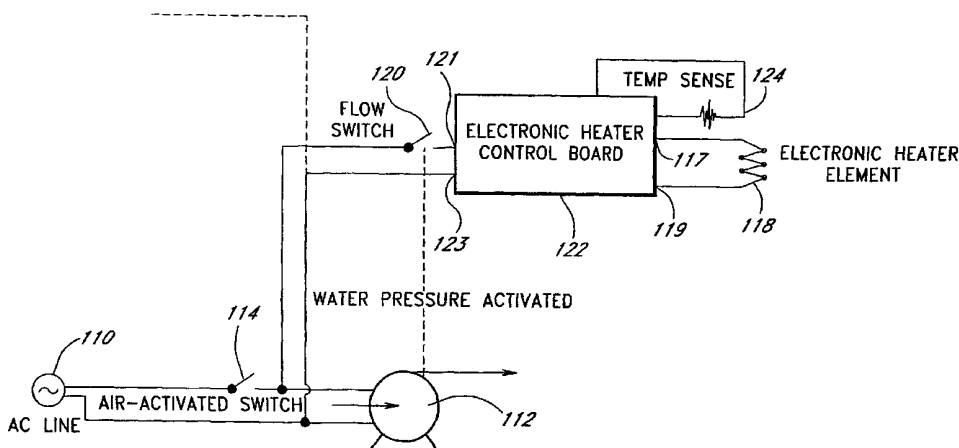 120
121
TEMP SENSE
124
FLOW
SWITCH
ELECTRONIC HEATER
CONTROL BOARD
117
ELECTRONIC HEATER
ELEMENT
123
122
119
118
WATER PRESSURE ACTIVATED
114
110
AIR-ACTIVATED SWITCH
112
AC LINE